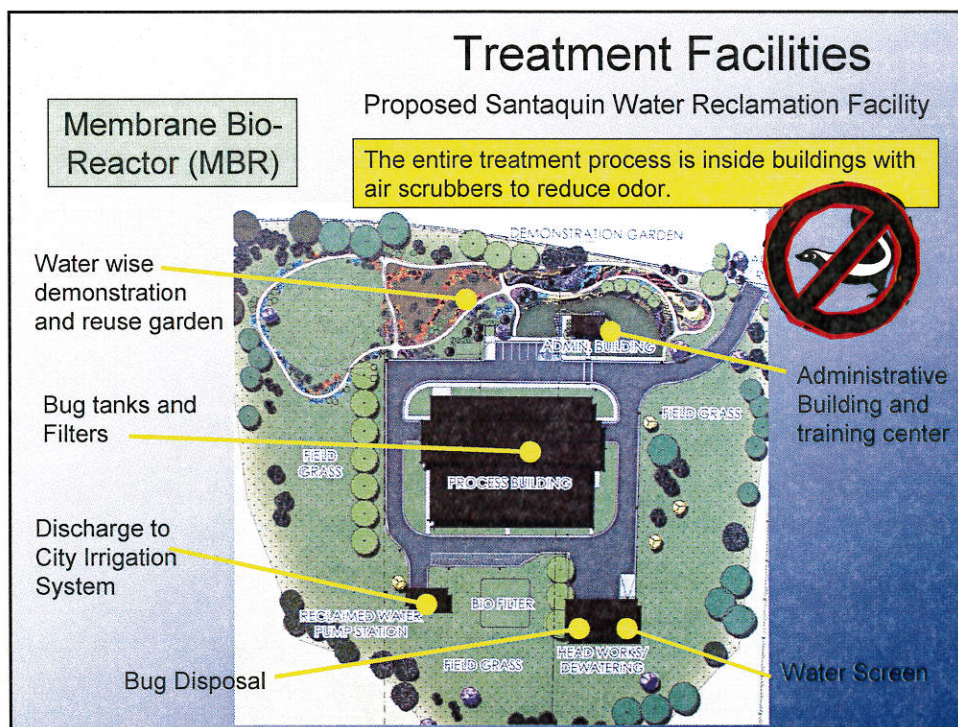 Treatment Facilities
Proposed Santaquin Water Reclamation Facility
Membrane Bio-
Reactor (MBR)
The entire treatment process is inside buildings with
air scrubbers to reduce odor.
DEMONSTRATION GARDEN
Water wise
demonstration
and reuse garden
ADMIN. BUILDING
Administrative
Building and
training center
Bug tanks and
Filters
FIELD GRASS
FIELD
GRASS
PROCESS BUILDING
Discharge to
City Irrigation
System
BIO FILTER
RECLAIMED WATER
PUMP STATION
HEAD WORKS/
DEWATERING
FIELD GRASS
Bug Disposal
Water Screen